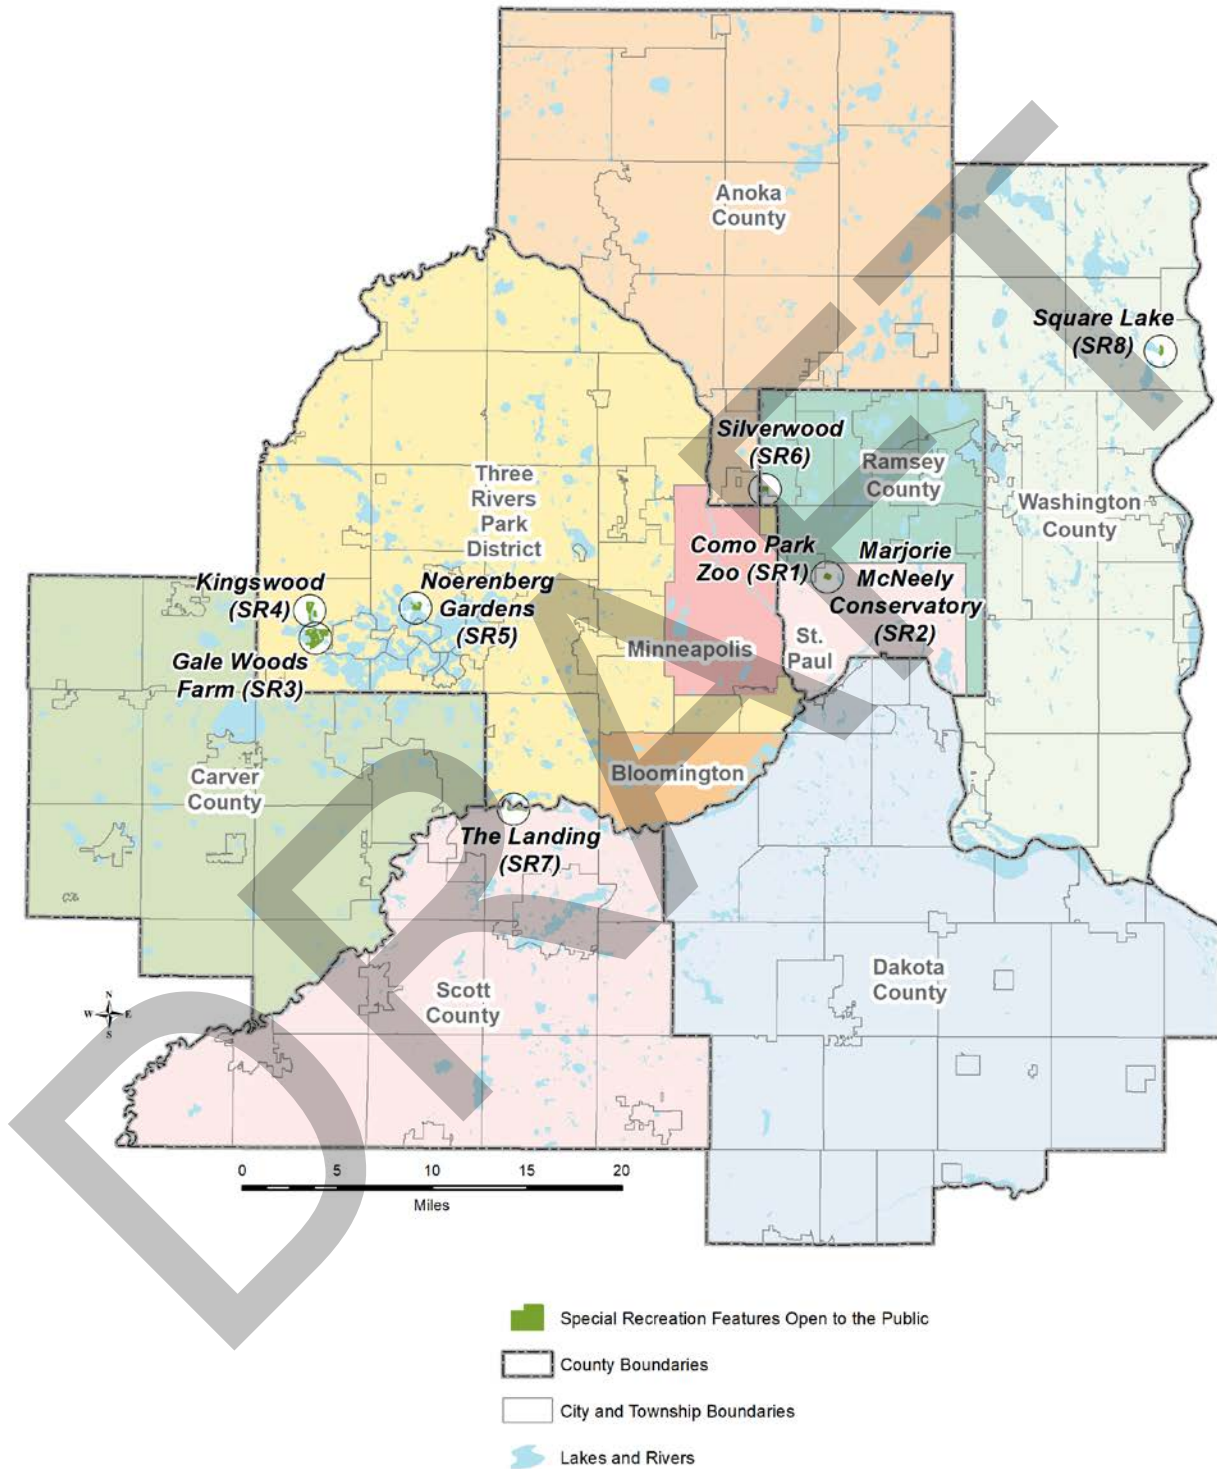 Anoka
County
Square Lake
(SR8)
Silverwood
(SR6)
Ramsey
County
Three
Rivers
Park
District
Washington
County
Como Park
Zoo (SR1)
Marjorie
McNeely
Conservatory
(SR2)
Kingswood
(SR4)
Noerenberg
Gardens
(SR5)
Minneapolis
St.
Paul
Gale Woods
Farm (SR3)
Carver
County
Bloomington
The Landing
(SR7)
Scott
County
Dakota
County
N
W E
S
0 5 10 15 20
Miles
DRAFT
Special Recreation Features Open to the Public
County Boundaries
City and Township Boundaries
Lakes and Rivers